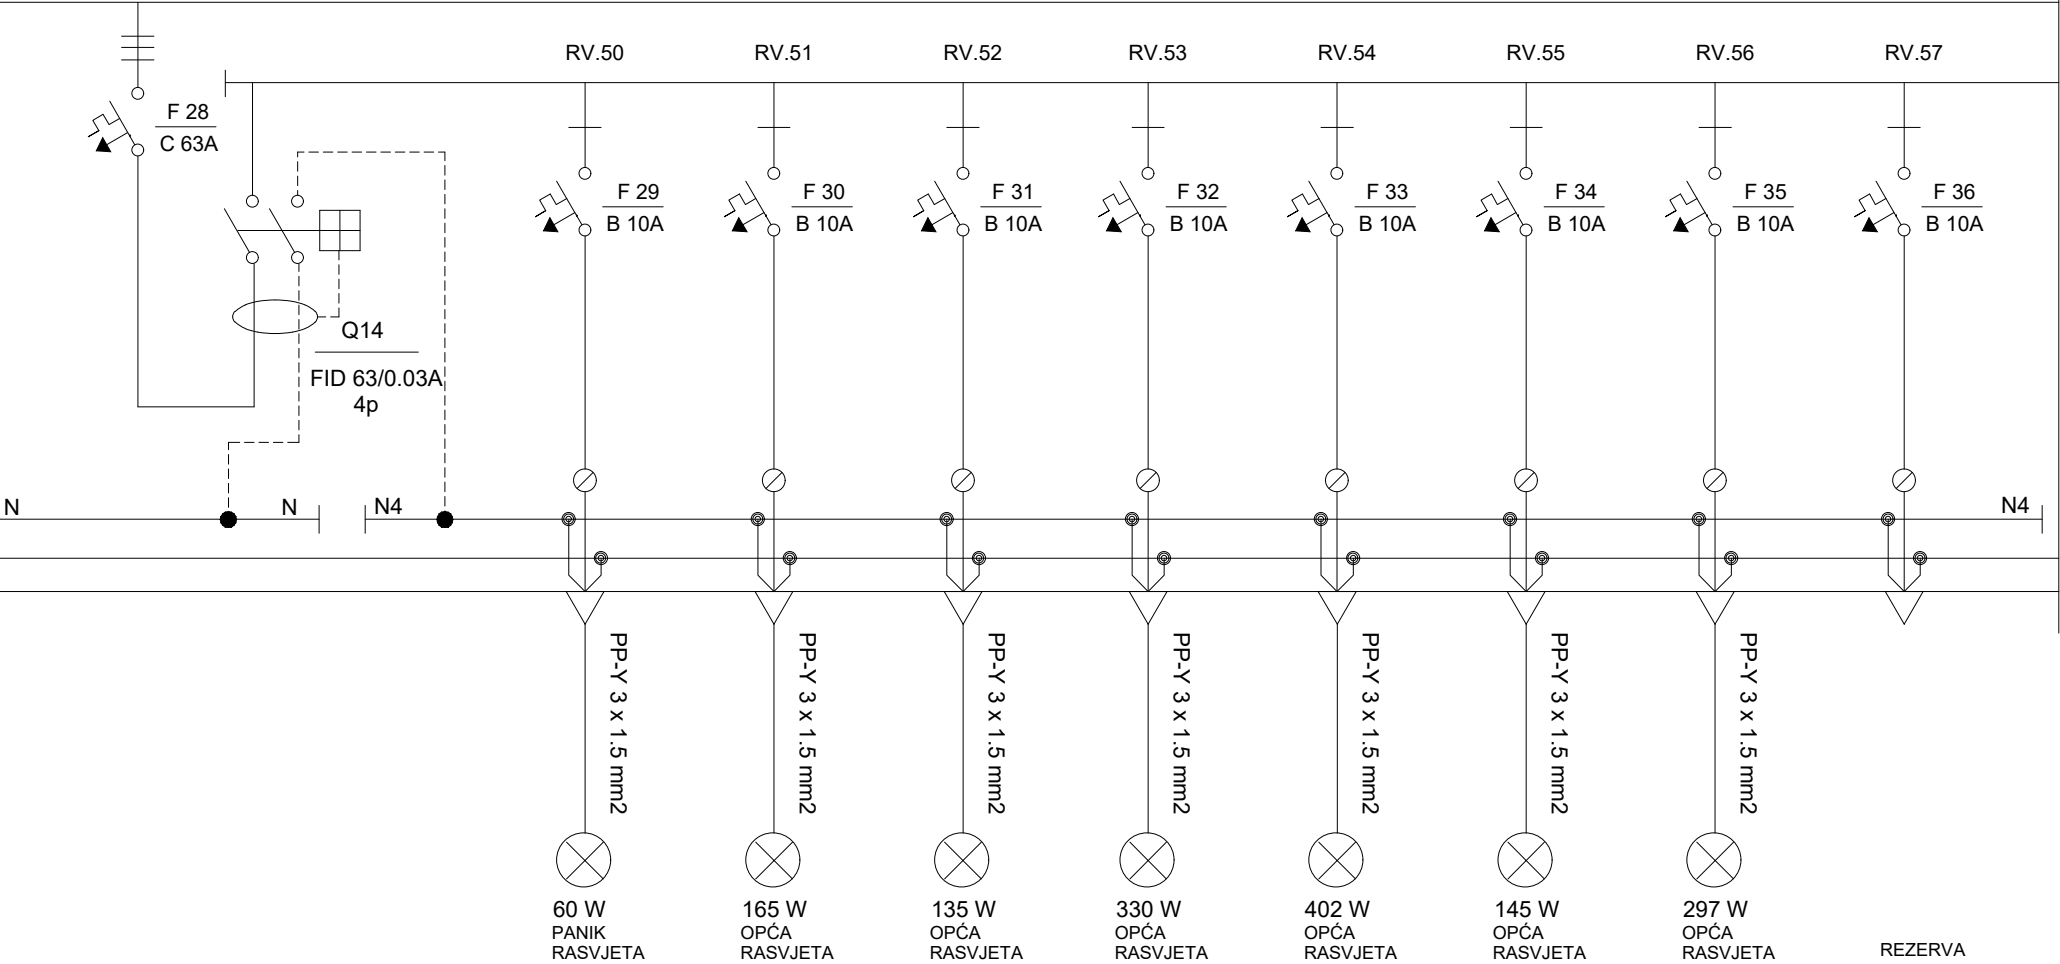 RV.50 RV.51 RV.52 RV.53 RV.54 RV.55 RV.56 RV.57
F 28
C 63A
F 29 F 30 F 31 F 32 F 33 F 34 F 35 F 36
B 10A B 10A B 10A B 10A B 10A B 10A B 10A B 10A
Q14
FID 63/0.03A
4p
N N N4 N4
PP-Y 3 x 1.5 mm2
PP-Y 3 x 1.5 mm2
PP-Y 3 x 1.5 mm2
PP-Y 3 x 1.5 mm2
PP-Y 3 x 1.5 mm2
PP-Y 3 x 1.5 mm2
PP-Y 3 x 1.5 mm2
60 W
PANIK
RASVJETA
165 W
OPĆA
RASVJETA
135 W
OPĆA
RASVJETA
330 W
OPĆA
RASVJETA
402 W
OPĆA
RASVJETA
145 W
OPĆA
RASVJETA
297 W
OPĆA
RASVJETA
REZERVA